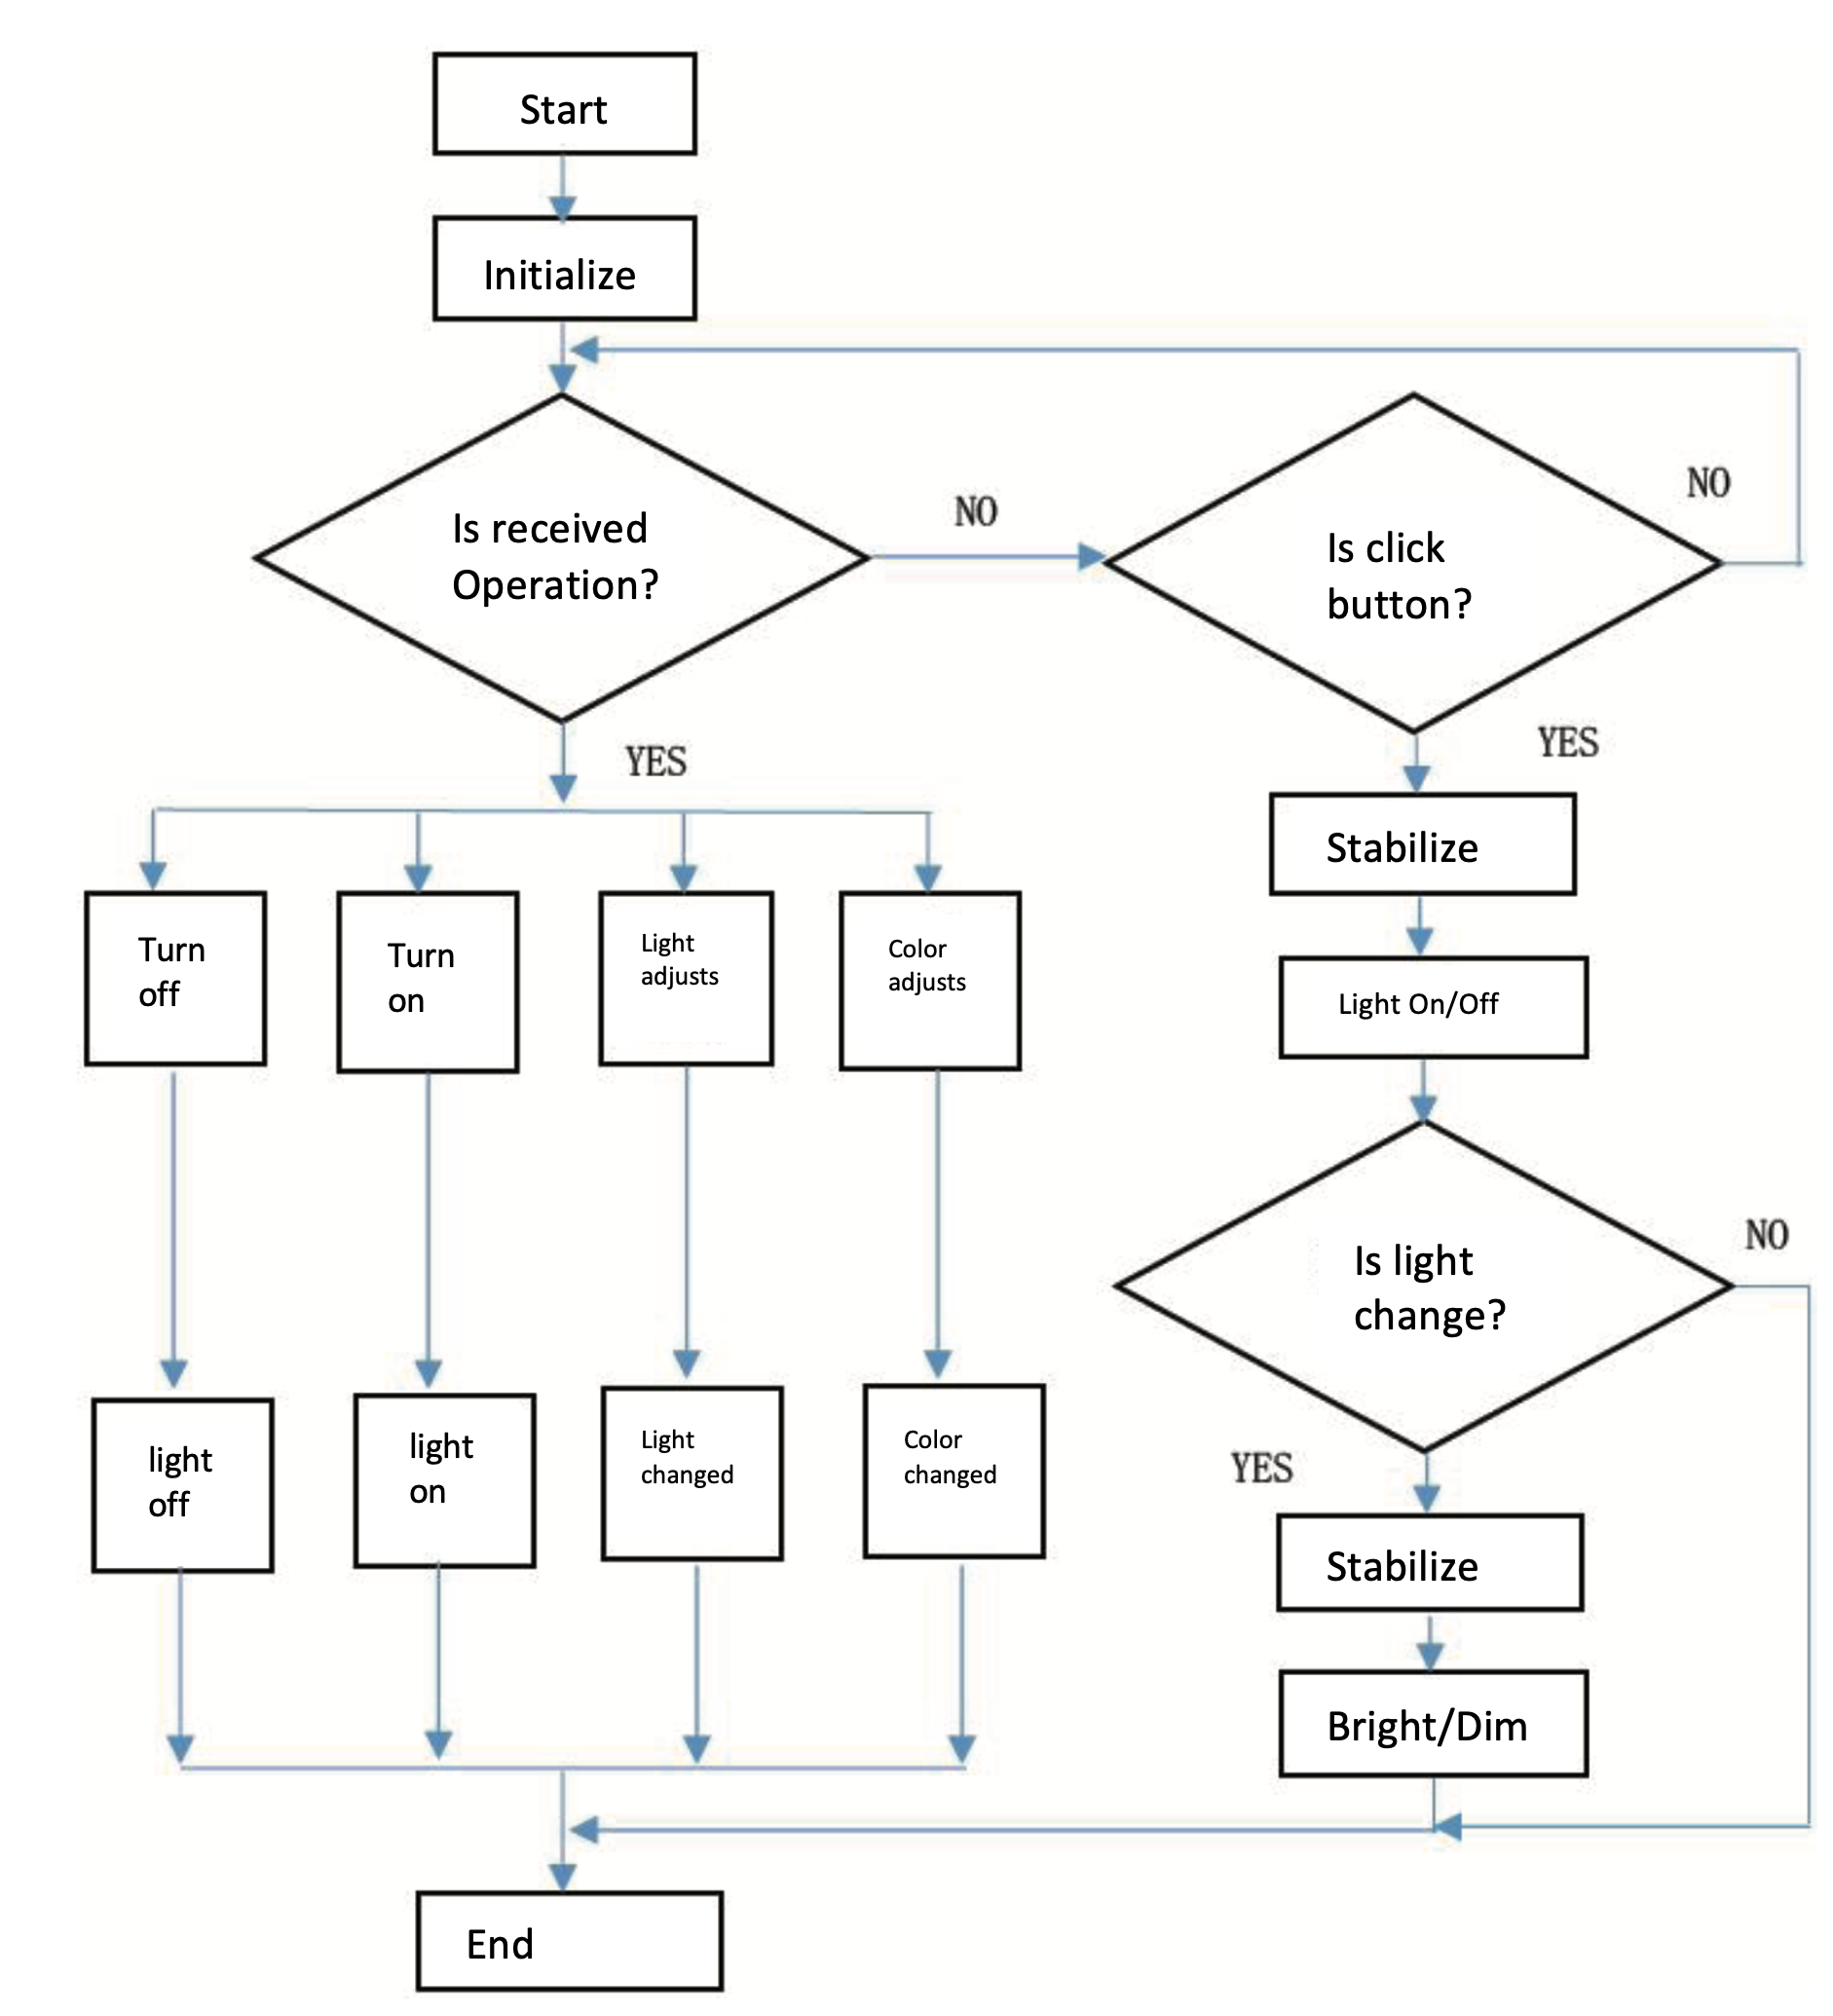 Start
Initialize
Is received
Operation?
NO
Is click
button?
NO
YES
YES
Stabilize
Turn
off
Turn
on
Light
adjusts
Color
adjusts
Light On/Off
Is light
change?
NO
YES
light
off
light
on
Light
changed
Color
changed
Stabilize
Bright/Dim
End